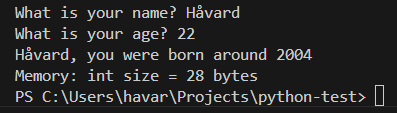 What is your name? Håvard
What is your age? 22
Håvard, you were born around 2004
Memory: int size = 28 bytes
PS C:\Users\havar\Projects\python-test>